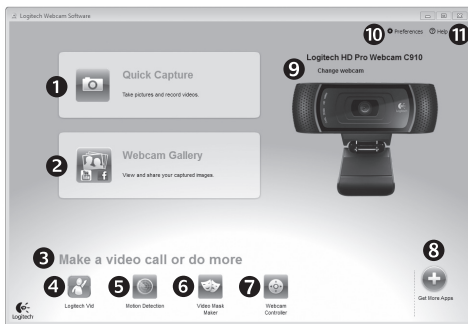 Logitech Webcam Software
10 Preferences 11 Help
Logitech HD Pro Webcam C910
9 Change webcam
1 Quick Capture
Take pictures and record videos.
Logitech
2 Webcam Gallery
You Tube f
View and share your captured images.
3 Make a video call or do more
4 5 6 7 8
Logitech Vid
Motion Detection
Video Mask
Maker
Webcam
Controller
Get More Apps
Logitech